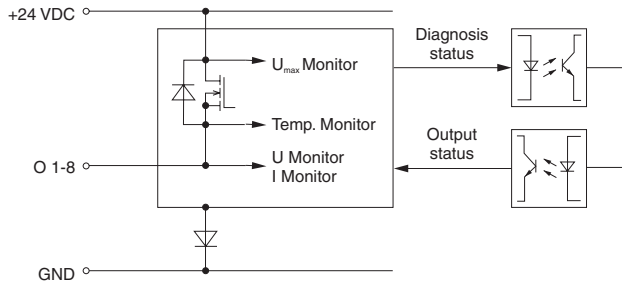 +24 VDC
Diagnosis
status
Umax Monitor
Temp. Monitor
Output
status
O 1-8
U Monitor
I Monitor
GND